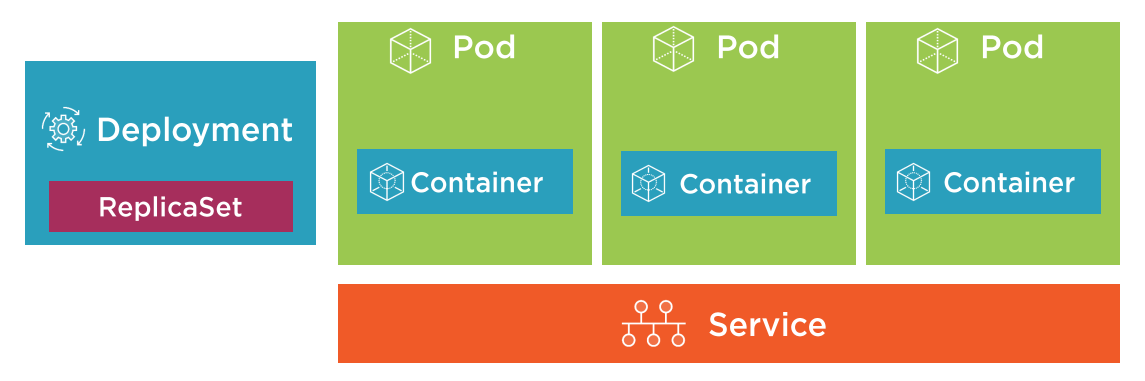 Deployment
ReplicaSet
Pod
Container
Pod
Container
Pod
Container
Service